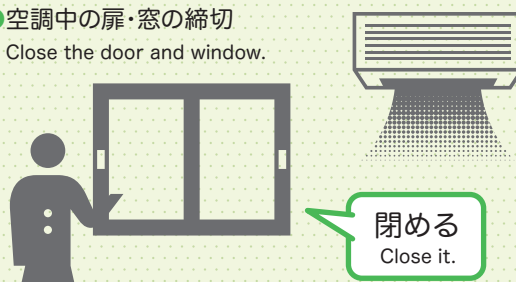 空調中の扉・窓の締切
Close the door and window.
閉める
Close it.